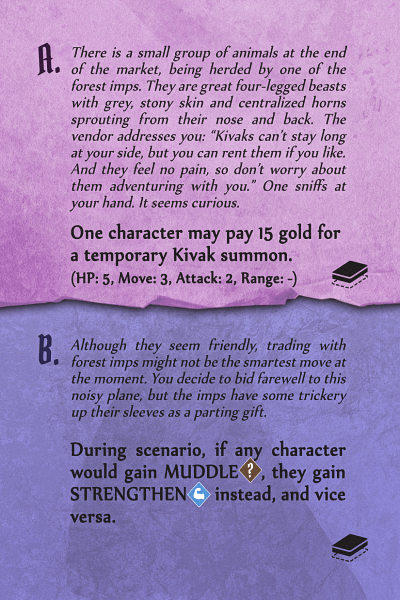 A. There is a small group of animals at the end
of the market, being herded by one of the
forest imps. They are great four-legged beasts
with grey, stony skin and centralized horns
sprouting from their nose and back. The
vendor addresses you: “Kivaks can’t stay long
at your side, but you can rent them if you like.
And they feel no pain, so don’t worry about
them adventuring with you.” One sniffs at
your hand. It seems curious.
One character may pay 15 gold for
a temporary Kivak summon.
(HP: 5, Move: 3, Attack: 2, Range: -)
B. Although they seem friendly, trading with
forest imps might not be the smartest move at
the moment. You decide to bid farewell to this
noisy plane, but the imps have some trickery
up their sleeves as a parting gift.
During scenario, if any character
would gain MUDDLE ?, they gain
STRENGTHEN instead, and vice
versa.